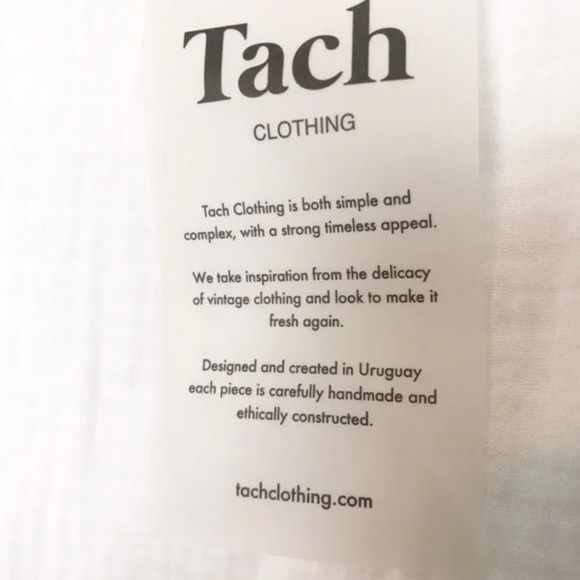 Tach
CLOTHING
Tach Clothing is both simple and
complex, with a strong timeless appeal.
We take inspiration from the delicacy
of vintage clothing and look to make it
fresh again.
Designed and created in Uruguay
each piece is carefully handmade and
ethically constructed.
tachclothing.com